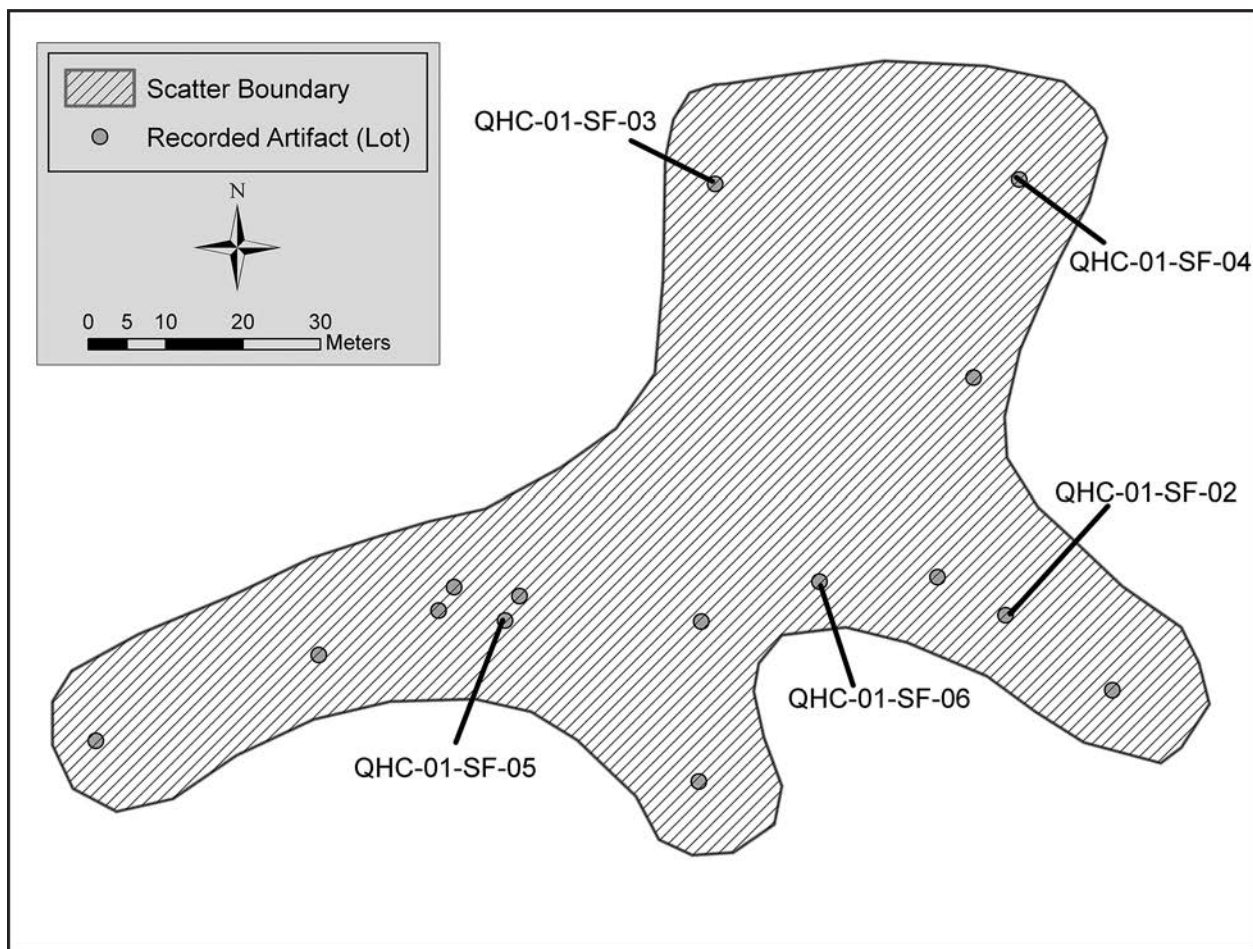 Scatter Boundary
Recorded Artifact (Lot)
N
0 5 10 20 30
Meters
QHC-01-SF-03
QHC-01-SF-04
QHC-01-SF-02
QHC-01-SF-06
QHC-01-SF-05